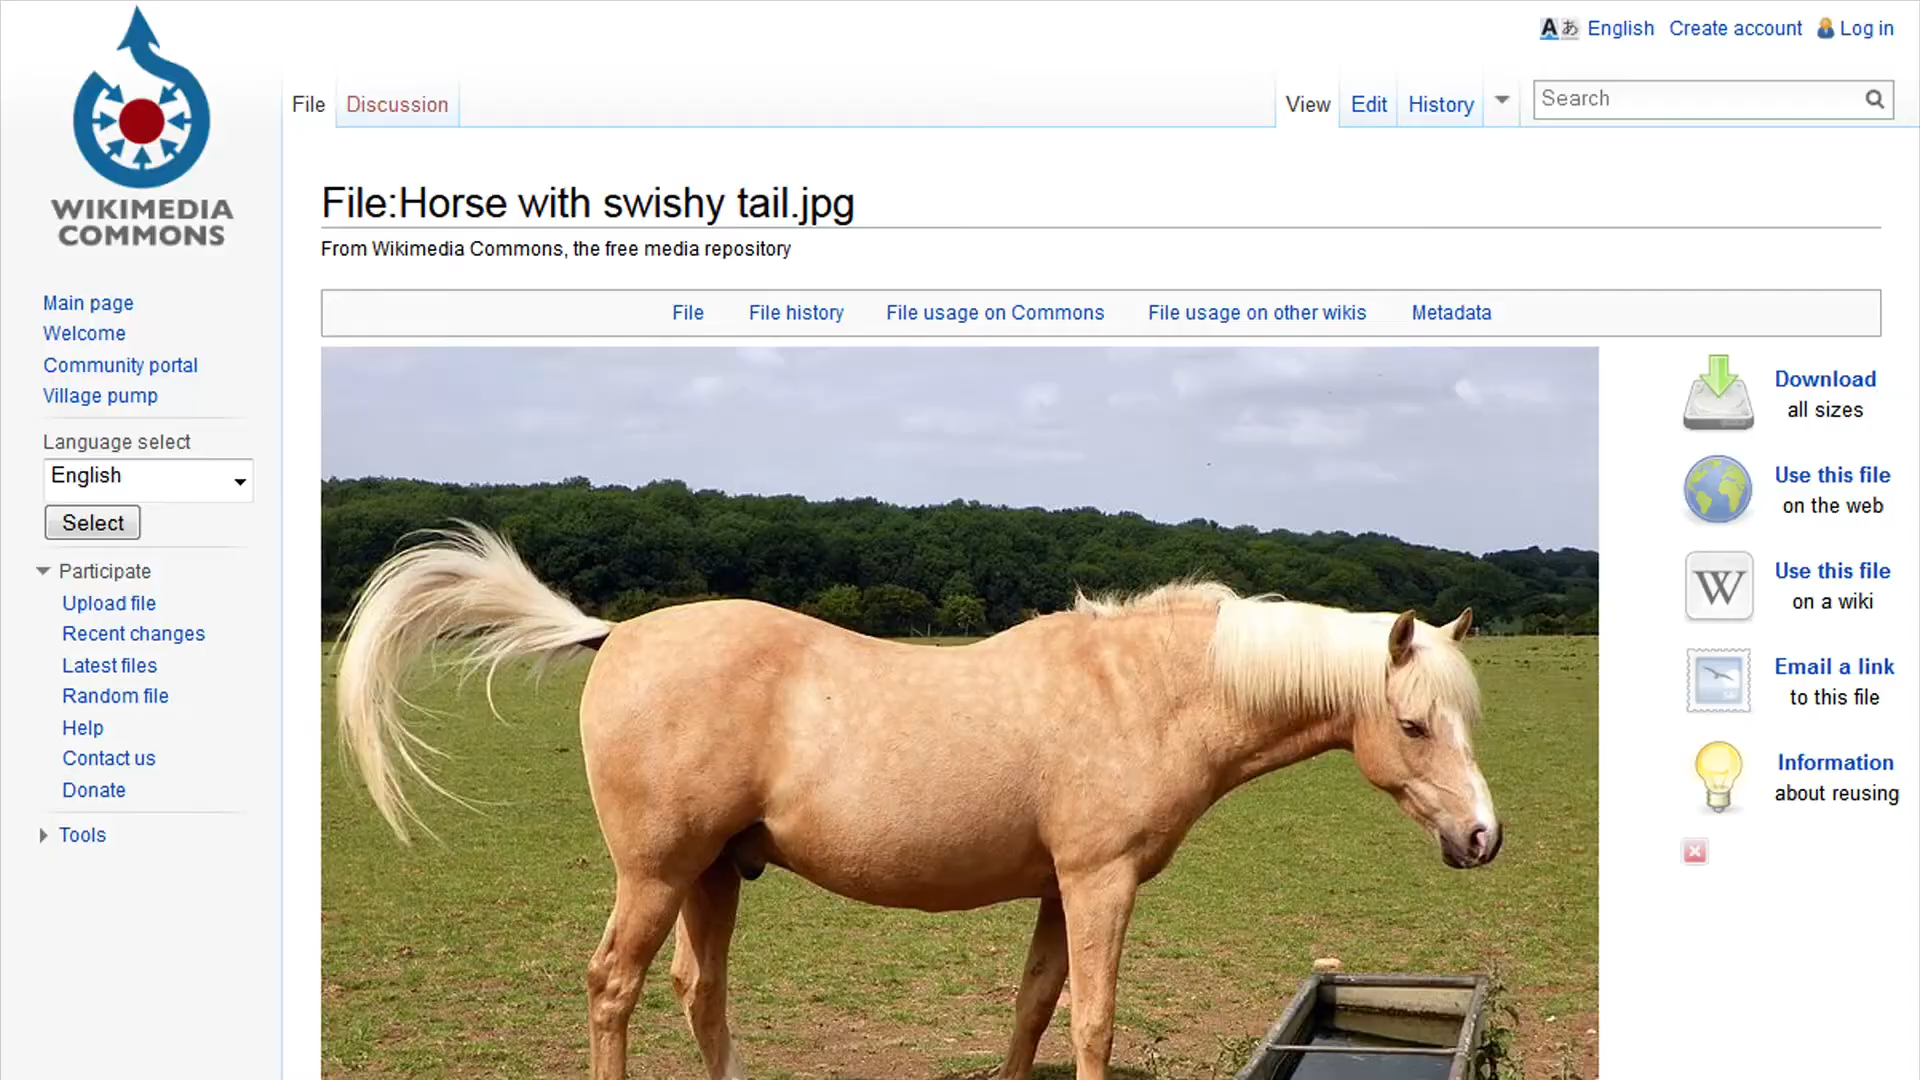 Aあ English Create account Log in
File Discussion View Edit History Search
WIKIMEDIA
COMMONS
File:Horse with swishy tail.jpg
From Wikimedia Commons, the free media repository
File File history File usage on Commons File usage on other wikis Metadata
Main page
Welcome
Community portal
Village pump
Language select
English
Select
Participate
Upload file
Recent changes
Latest files
Random file
Help
Contact us
Donate
Tools
Download
all sizes
Use this file
on the web
W
Use this file
on a wiki
Email a link
to this file
Information
about reusing